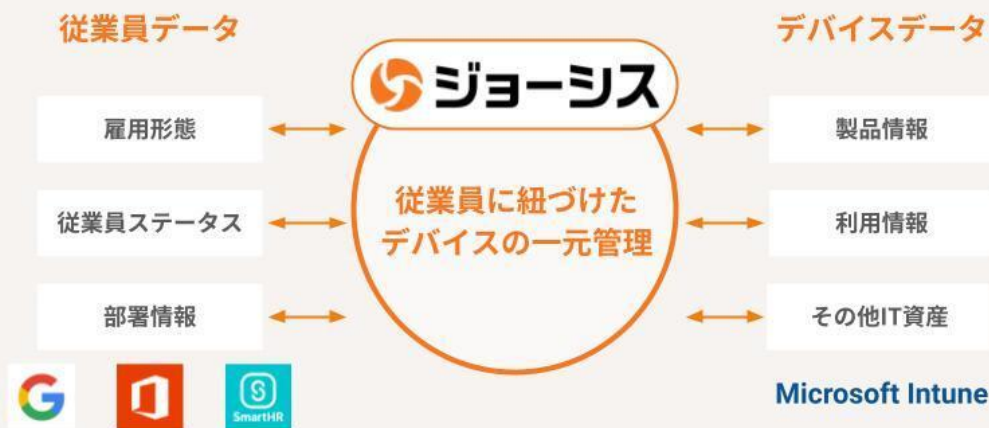 従業員データ
雇用形態
従業員ステータス
部署情報
SmartHR
ジョーシス
従業員に紐づけた
デバイスの一元管理
デバイスデータ
製品情報
利用情報
その他IT資産
Microsoft Intune